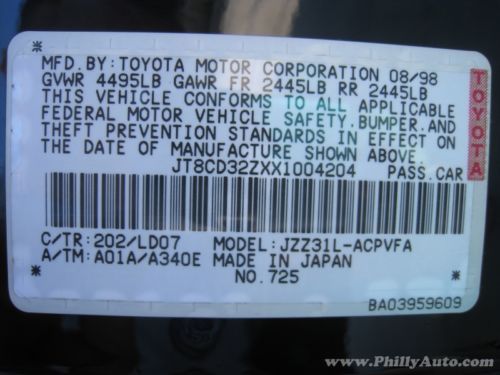 MFD.BY:TOYOTA MOTOR CORPORATION 08/98
GVWR 4495LB GAWR FR 2445LB RR 2445LB
THIS VEHICLE CONFORMS TO ALL APPLICABLE
FEDERAL MOTOR VEHICLE SAFETY.BUMPER.AND
THEFT PREVENTION STANDARDS IN EFFECT ON
THE DATE OF MANUFACTURE SHOWN ABOVE.
JT8CD32ZXX1004204 PASS.CAR
TOYOTA
C/TR:202/LD07 MODEL:JZZ31L-ACPVFA
A/TM:A01A/A340E MADE IN JAPAN
NO.725
BA03959609
www.PhillyAuto.com